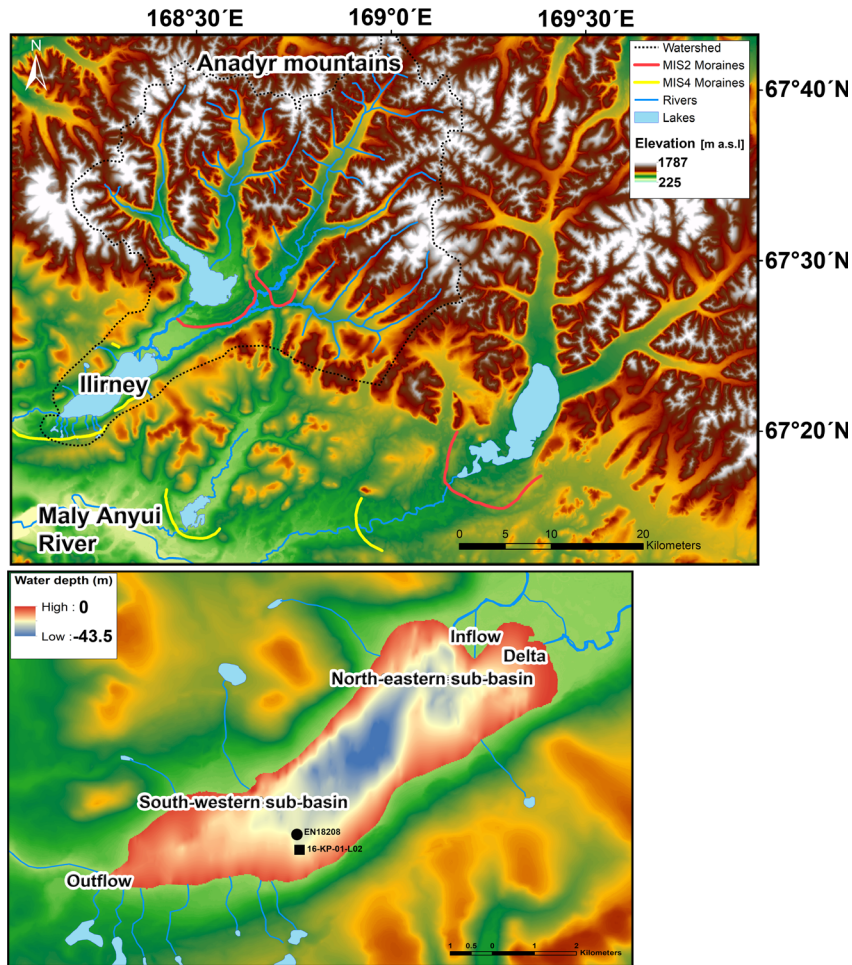 168°30´E
169°0´E
169°30´E
N
Anadyr mountains
Watershed
MIS2 Moraines
MIS4 Moraines
Rivers
Lakes
Elevation [m a.s.l]
1787
225
67°40´N
67°30´N
67°20´N
Ilirney
Maly Anyui
River
0 5 10 20
Kilometers
Water depth (m)
High : 0
Low : -43.5
Inflow
Delta
North-eastern sub-basin
South-western sub-basin
EN18208
16-KP-01-L02
Outflow
1 0.5 0 1 2
Kilometers